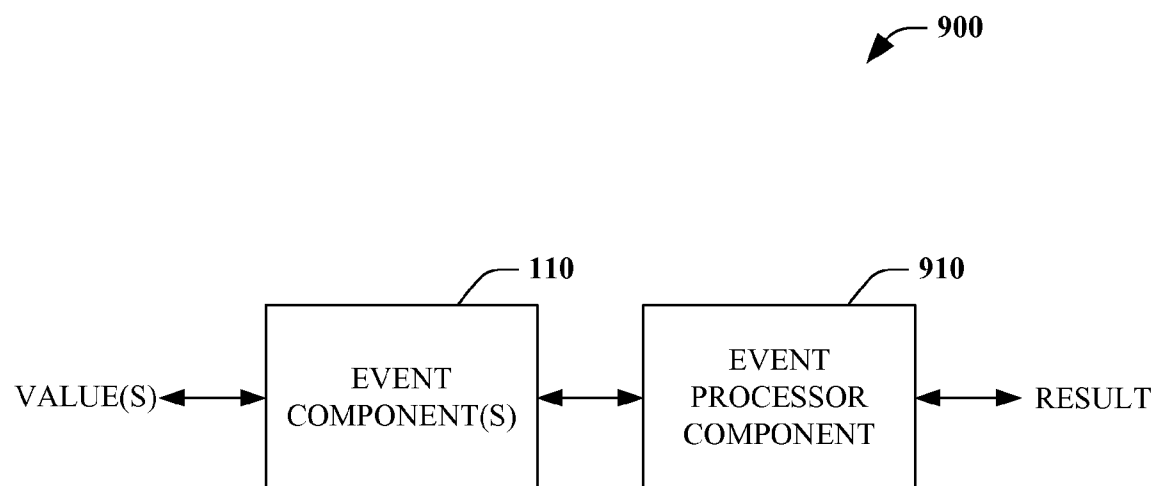 900
110
910
VALUE(S)
EVENT
COMPONENT(S)
EVENT
PROCESSOR
COMPONENT
RESULT